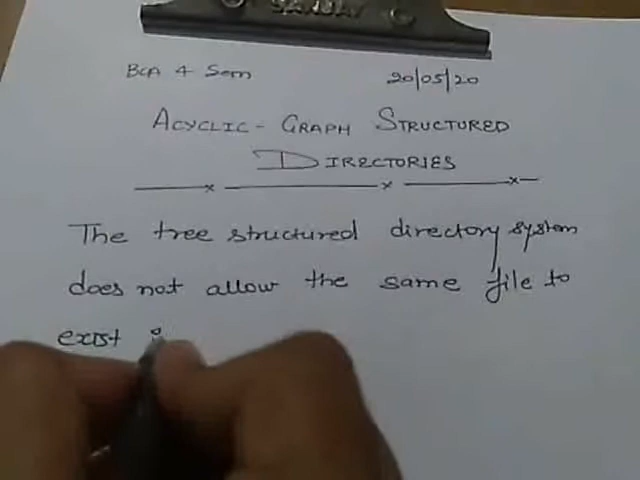 SANJAY
BCA 4 Sem 20/05/20
ACYCLIC-GRAPH STRUCTURED
DIRECTORIES
The tree structured directory system
does not allow the same file to
exist